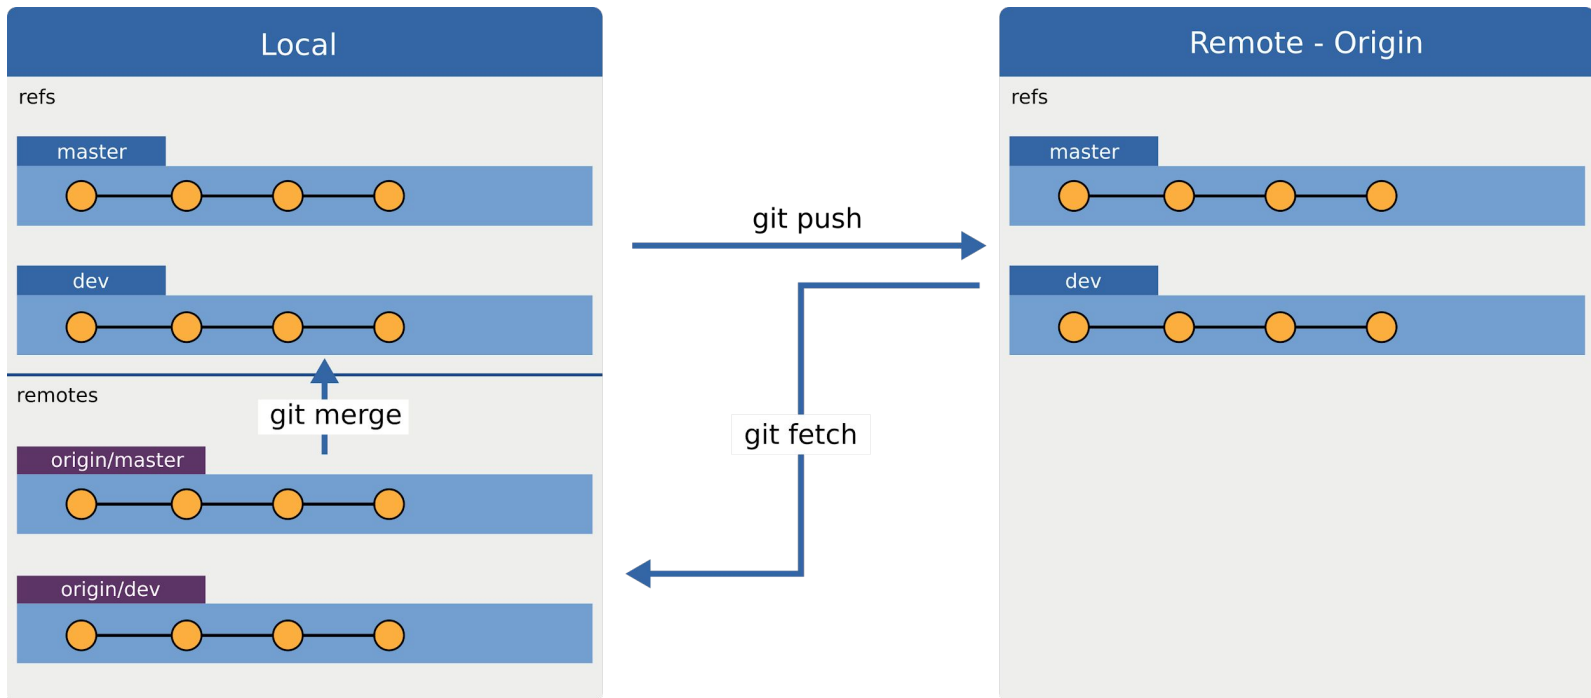 Local
refs
master
dev
remotes
git merge
origin/master
origin/dev
git push
git fetch
Remote - Origin
refs
master
dev